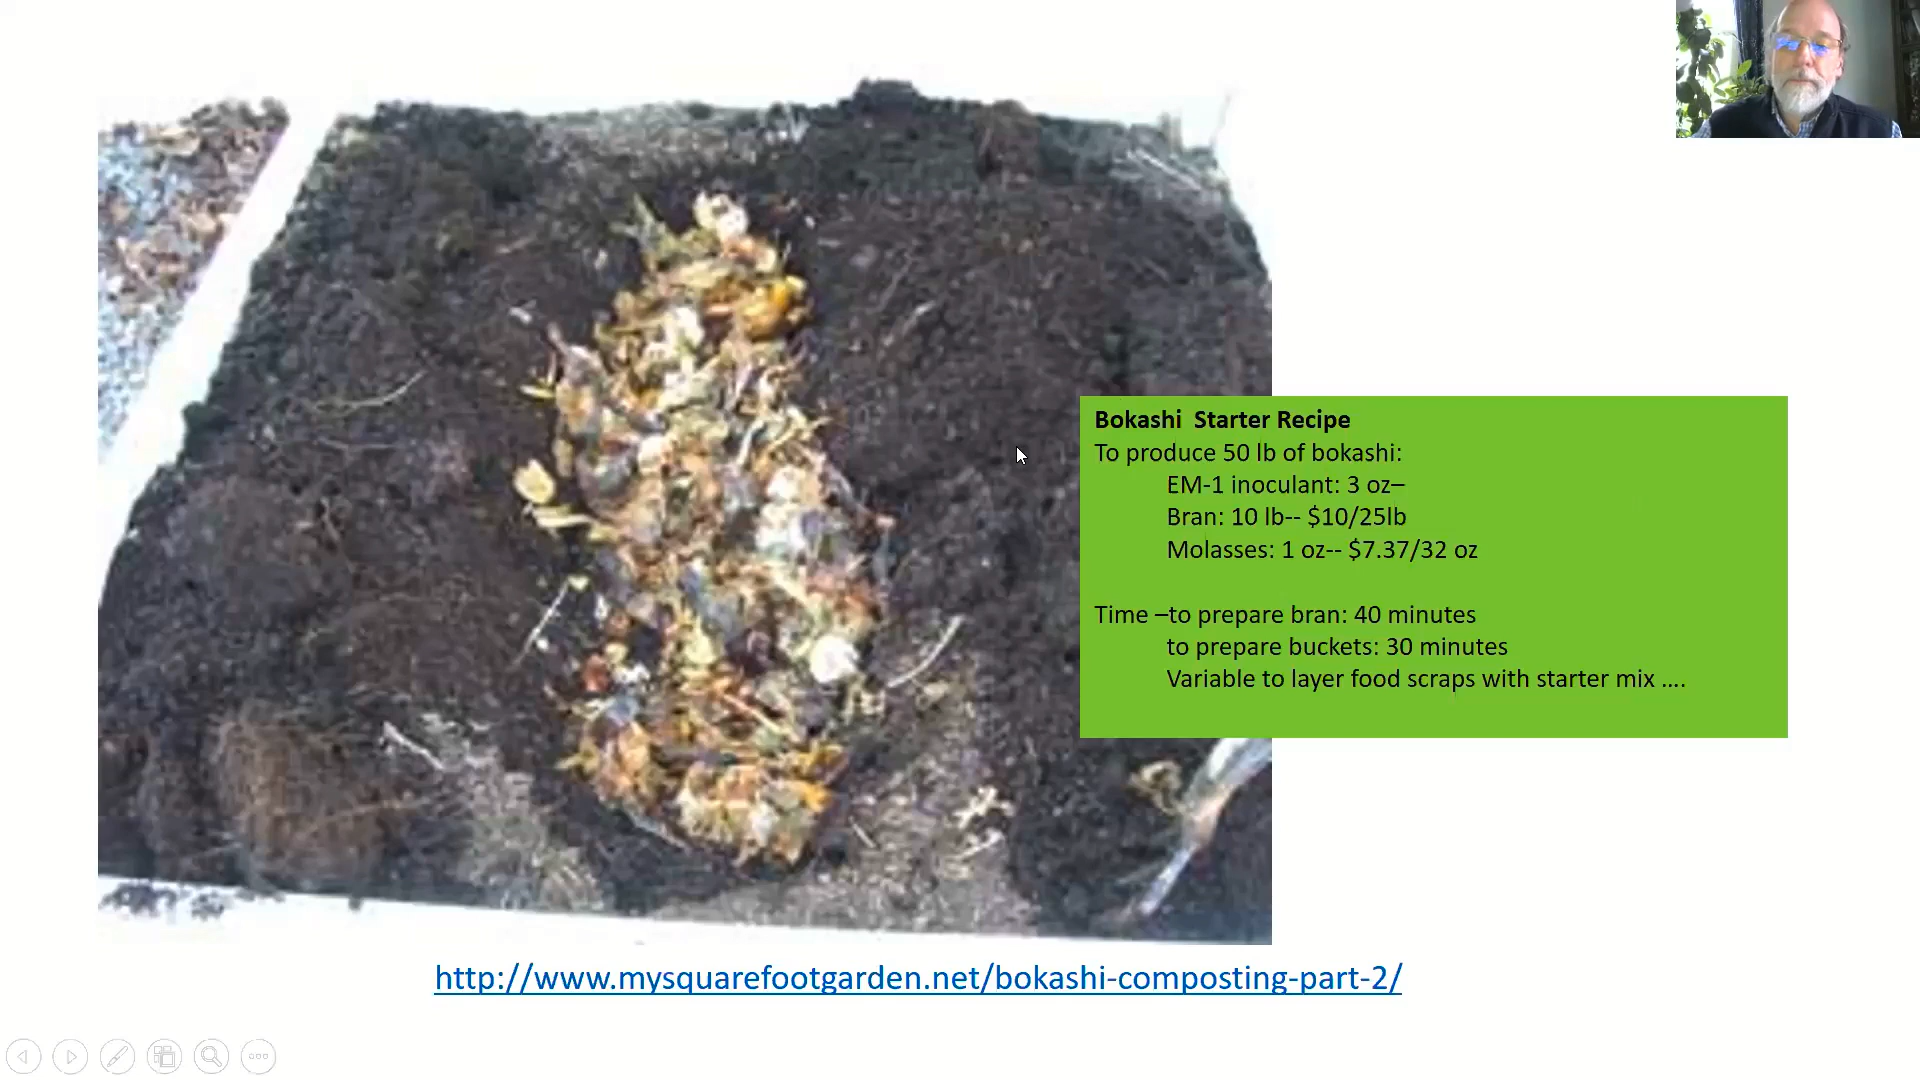 Bokashi  Starter Recipe
To produce 50 lb of bokashi:
EM-1 inoculant: 3 oz–
Bran: 10 lb-- $10/25lb
Molasses: 1 oz-- $7.37/32 oz
Time –to prepare bran: 40 minutes
to prepare buckets: 30 minutes
Variable to layer food scraps with starter mix ….
http://www.mysquarefootgarden.net/bokashi-composting-part-2/